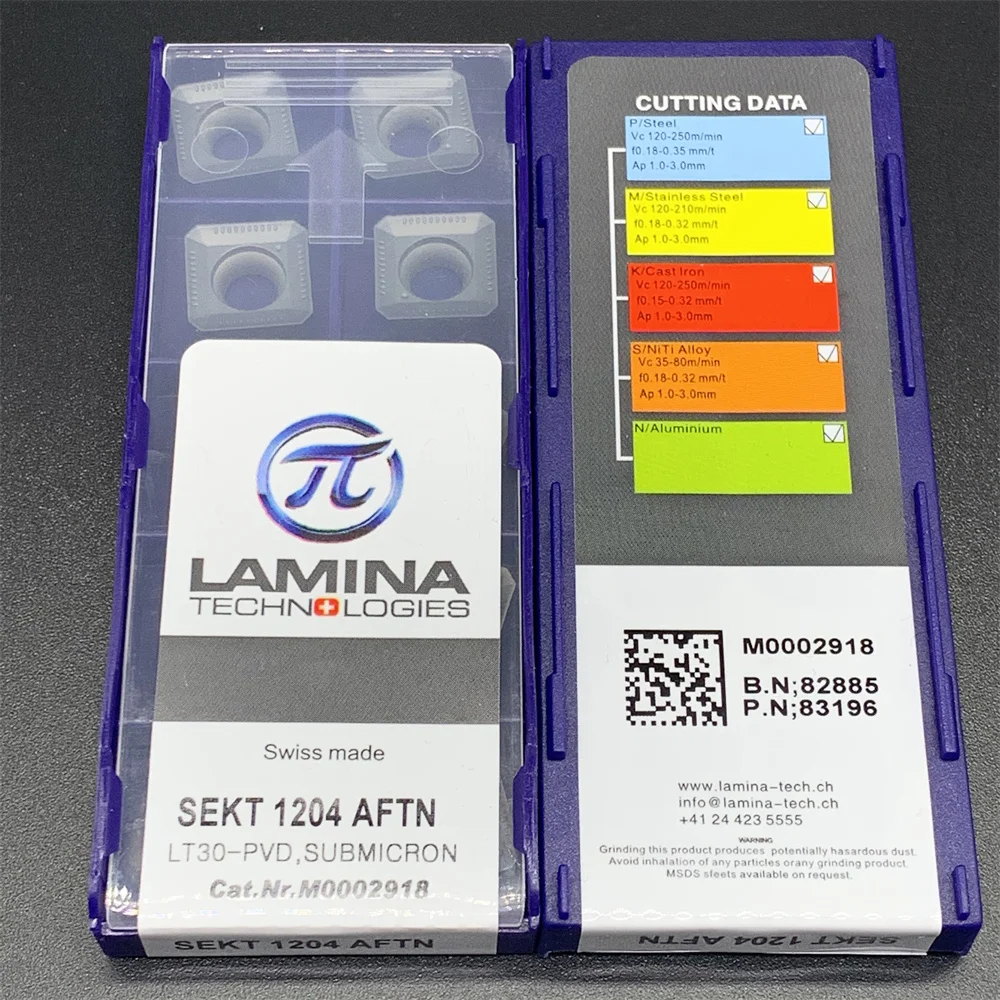 π
LAMINA
TECHNOLOGIES
Swiss made
SEKT 1204 AFTN
LT30-PVD,SUBMICRON
Cat.Nr.M0002918
SEKT 1204 AFTN
CUTTING DATA
P/Steel
Vc 120-250m/min
f0.18-0.35 mm/t
Ap 1.0-3.0mm
M/Stainless Steel
Vc 120-210m/min
f0.18-0.32 mm/t
Ap 1.0-3.0mm
K/Cast Iron
Vc 120-250m/min
f0.15-0.32 mm/t
Ap 1.0-3.0mm
S/NiTi Alloy
Vc 35-80m/min
f0.18-0.32 mm/t
Ap 1.0-3.0mm
N/Aluminium
M0002918
B.N;82885
P.N;83196
www.lamina-tech.ch
info@lamina-tech.ch
+41 24 423 5555
WARNING
Grinding this product produces potentially hasardous dust.
Avoid inhalation of any particles orany grinding product.
MSDS sfeets available on request.
SEKT 1204 AFTN